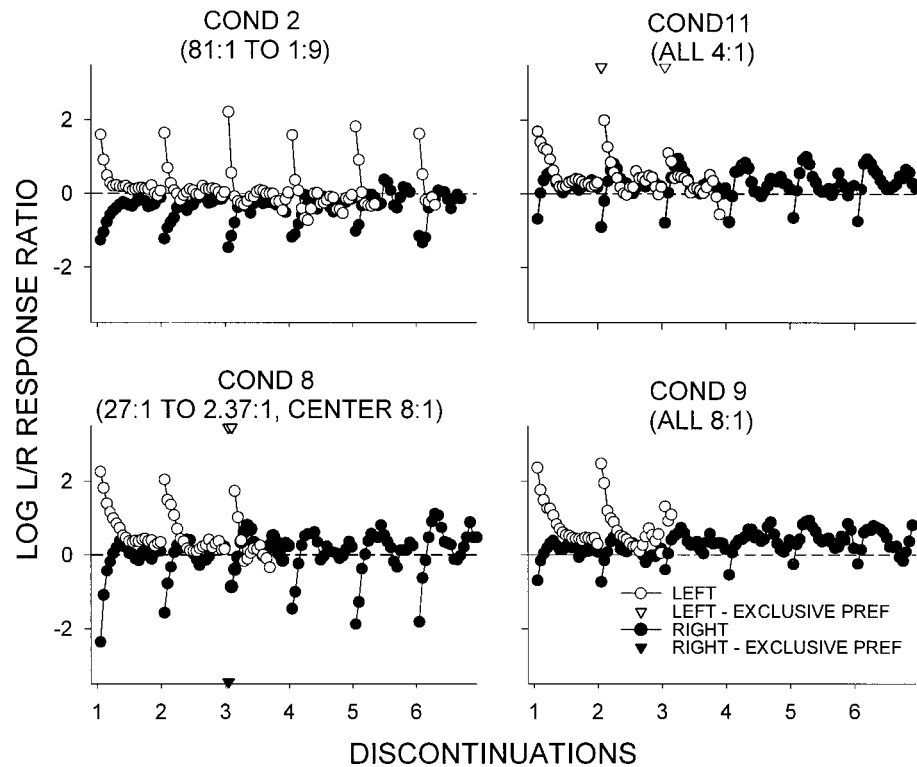 COND 2
(81:1 TO 1:9)
COND11
(ALL 4:1)
2
0
-2
COND 8
(27:1 TO 2.37:1, CENTER 8:1)
COND 9
(ALL 8:1)
2
0
-2
LOG L/R RESPONSE RATIO
LEFT
LEFT - EXCLUSIVE PREF
RIGHT
RIGHT - EXCLUSIVE PREF
1 2 3 4 5 6
1 2 3 4 5 6
DISCONTINUATIONS